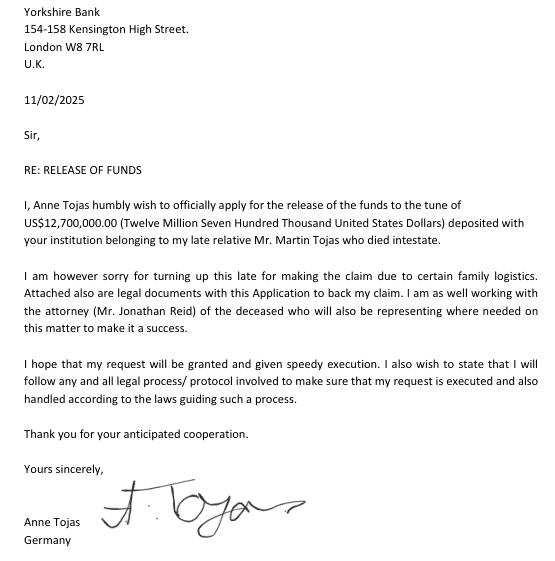 Yorkshire Bank
154-158 Kensington High Street.
London W8 7RL
U.K.
11/02/2025
Sir,
RE: RELEASE OF FUNDS
I, Anne Tojas humbly wish to officially apply for the release of the funds to the tune of
US$12,700,000.00 (Twelve Million Seven Hundred Thousand United States Dollars) deposited with
your institution belonging to my late relative Mr. Martin Tojas who died intestate.
I am however sorry for turning up this late for making the claim due to certain family logistics.
Attached also are legal documents with this Application to back my claim. I am as well working with
the attorney (Mr. Jonathan Reid) of the deceased who will also be representing where needed on
this matter to make it a success.
I hope that my request will be granted and given speedy execution. I also wish to state that I will
follow any and all legal process/ protocol involved to make sure that my request is executed and also
handled according to the laws guiding such a process.
Thank you for your anticipated cooperation.
Yours sincerely,
A. Tojas
Anne Tojas
Germany